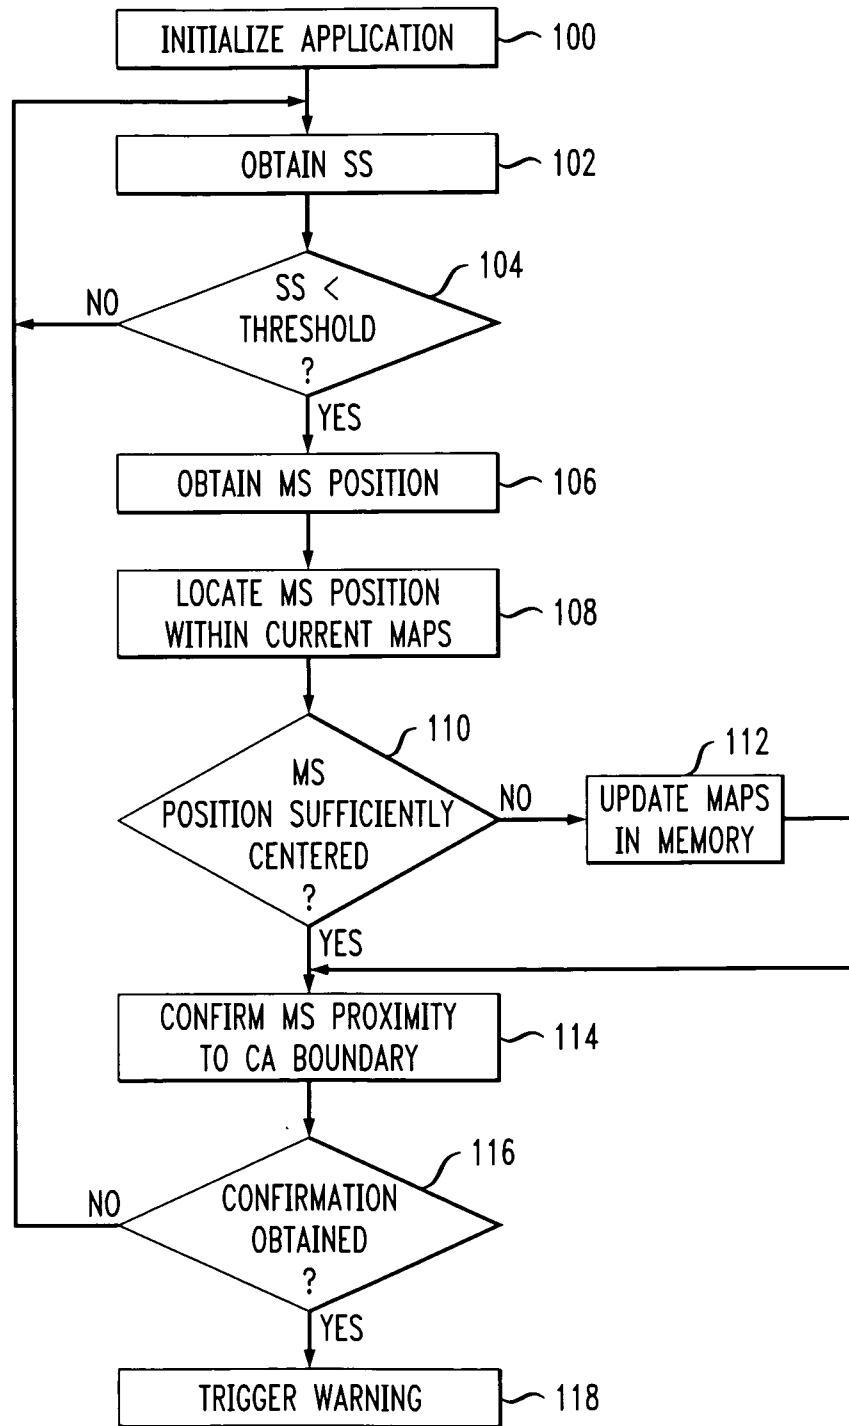 INITIALIZE APPLICATION
100
OBTAIN SS
102
SS <
THRESHOLD
?
104
NO
YES
OBTAIN MS POSITION
106
LOCATE MS POSITION
WITHIN CURRENT MAPS
108
MS
POSITION SUFFICIENTLY
CENTERED
?
110
NO
UPDATE MAPS
IN MEMORY
112
YES
CONFIRM MS PROXIMITY
TO CA BOUNDARY
114
CONFIRMATION
OBTAINED
?
116
NO
YES
TRIGGER WARNING
118